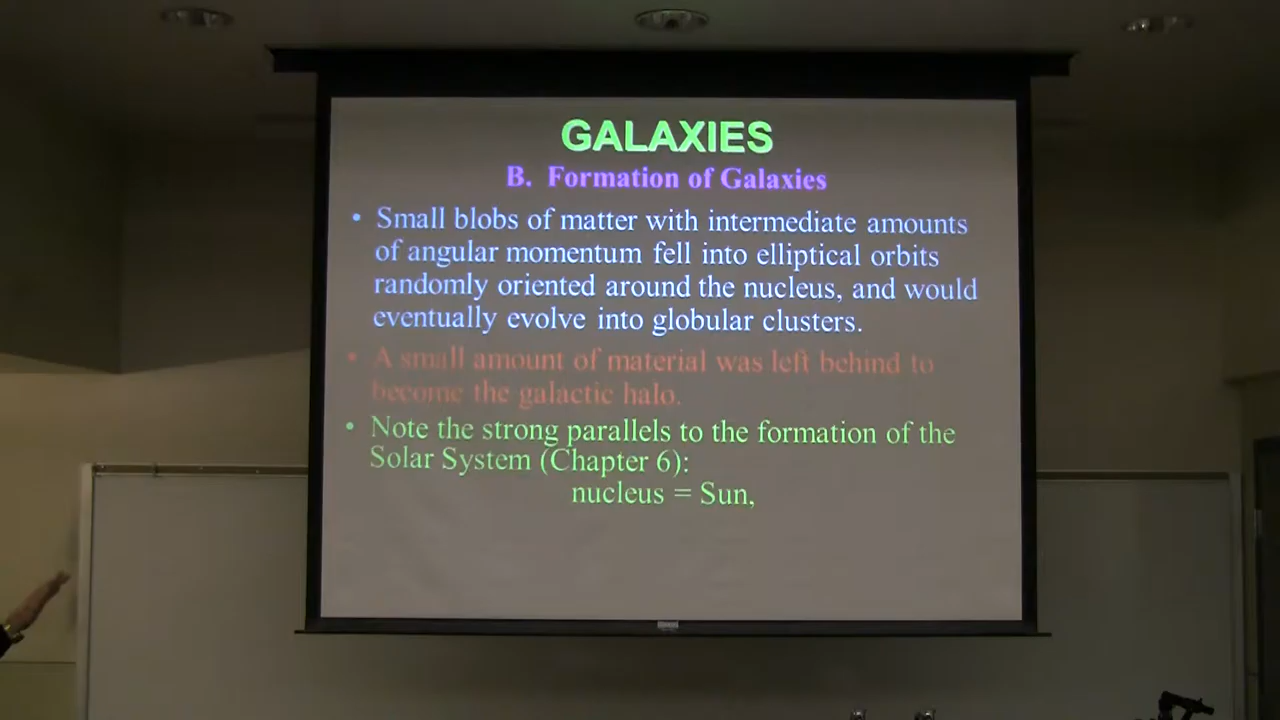 GALAXIES
B. Formation of Galaxies
• Small blobs of matter with intermediate amounts
of angular momentum fell into elliptical orbits
randomly oriented around the nucleus, and would
eventually evolve into globular clusters.
• A small amount of material was left behind to
become the galactic halo.
• Note the strong parallels to the formation of the
Solar System (Chapter 6):
nucleus = Sun,